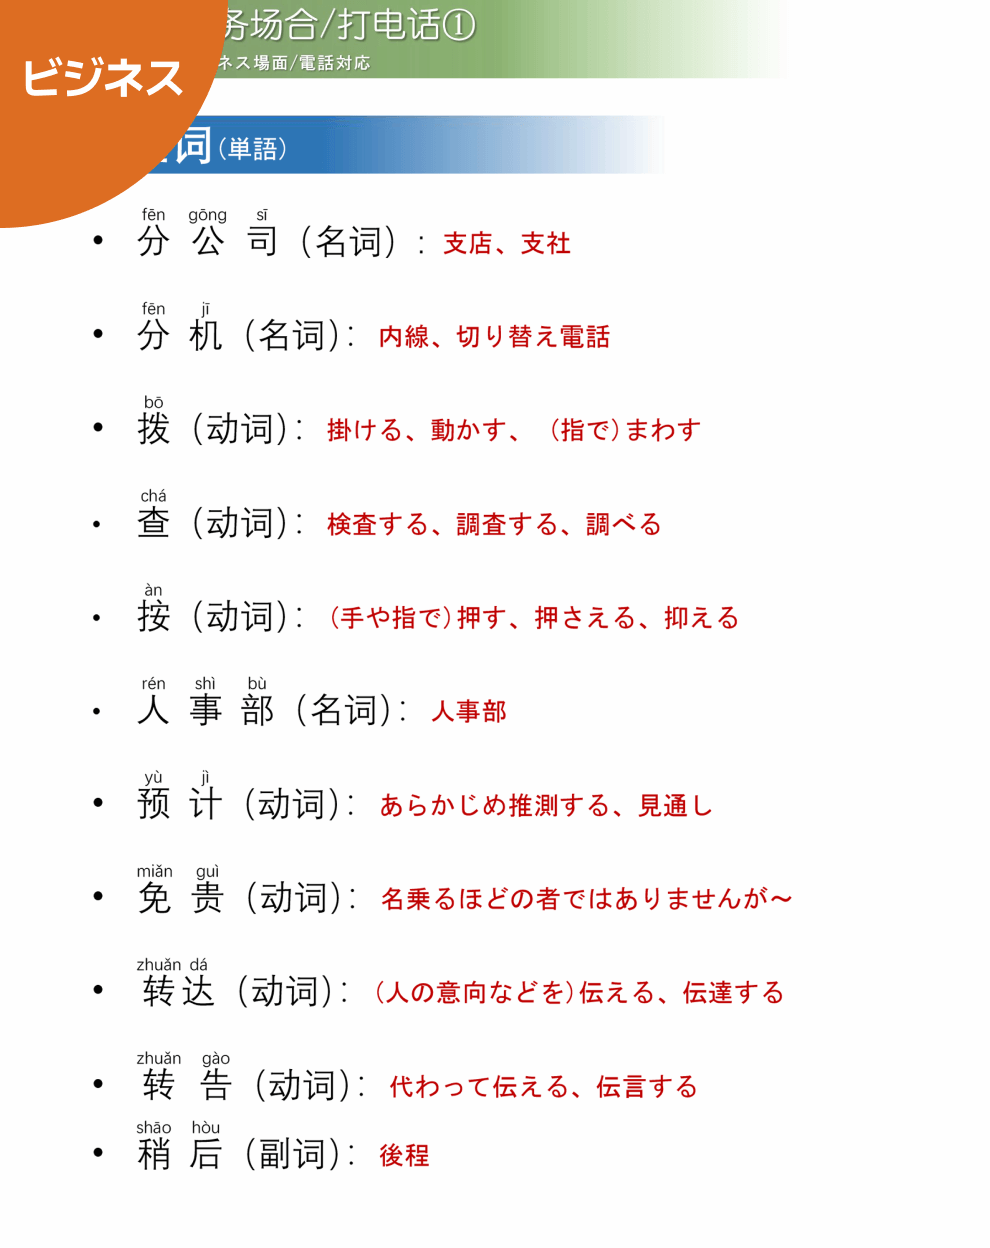 务场合/打电话①
ビジネス
ネス場面/電話対応
词(単語)
fēn gōng sī
• 分 公 司 (名词) : 支店、支社
fēn jī
• 分 机 (名词): 内線、切り替え電話
bō
• 拨 (动词): 掛ける、動かす、 (指で)まわす
chá
• 查 (动词): 検査する、調査する、調べる
àn
• 按 (动词): (手や指で)押す、押さえる、抑える
rén shì bù
• 人 事 部 (名词): 人事部
yù jì
• 预 计 (动词): あらかじめ推測する、見通し
miǎn guì
• 免 贵 (动词): 名乗るほどの者ではありませんが～
zhuǎn dá
• 转达 (动词): (人の意向などを)伝える、伝達する
zhuǎn gào
• 转 告 (动词): 代わって伝える、伝言する
shāo hòu
• 稍 后 (副词): 後程